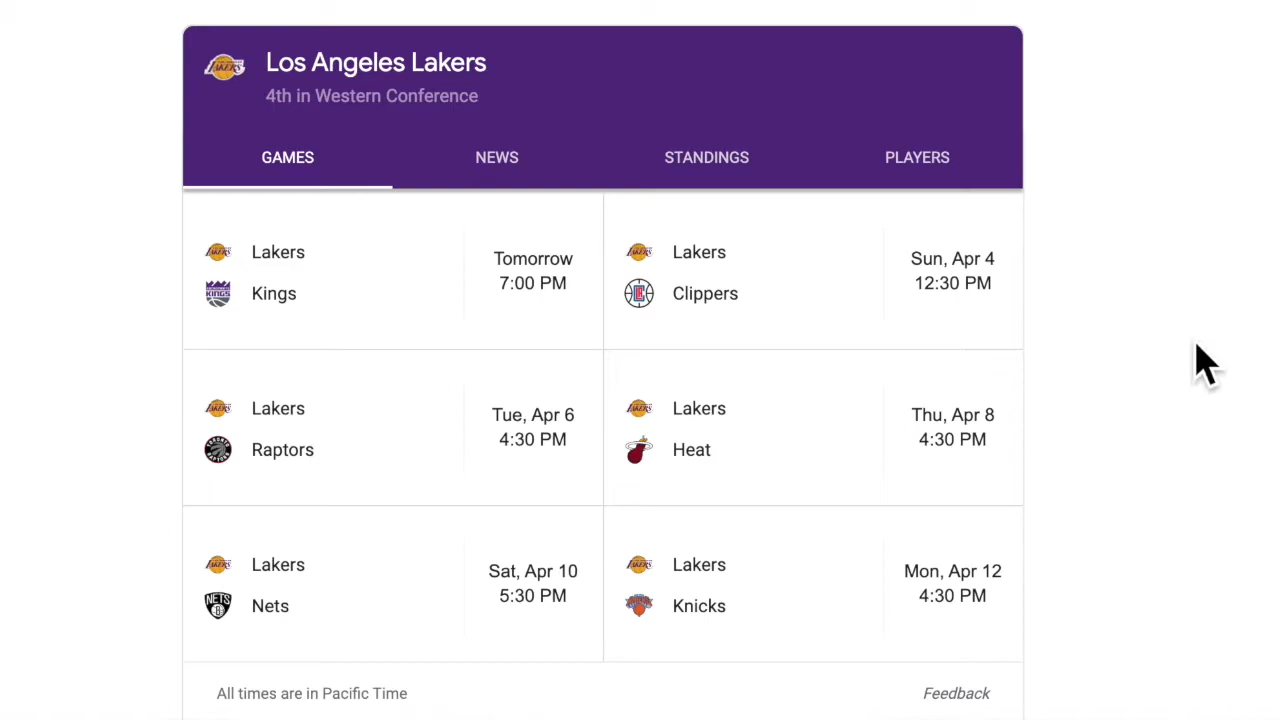 Los Angeles Lakers
4th in Western Conference
GAMES NEWS STANDINGS PLAYERS
Lakers
Kings
Tomorrow
7:00 PM
Lakers
Clippers
Sun, Apr 4
12:30 PM
Lakers
Raptors
Tue, Apr 6
4:30 PM
Lakers
Heat
Thu, Apr 8
4:30 PM
Lakers
Nets
Sat, Apr 10
5:30 PM
Lakers
Knicks
Mon, Apr 12
4:30 PM
All times are in Pacific Time
Feedback